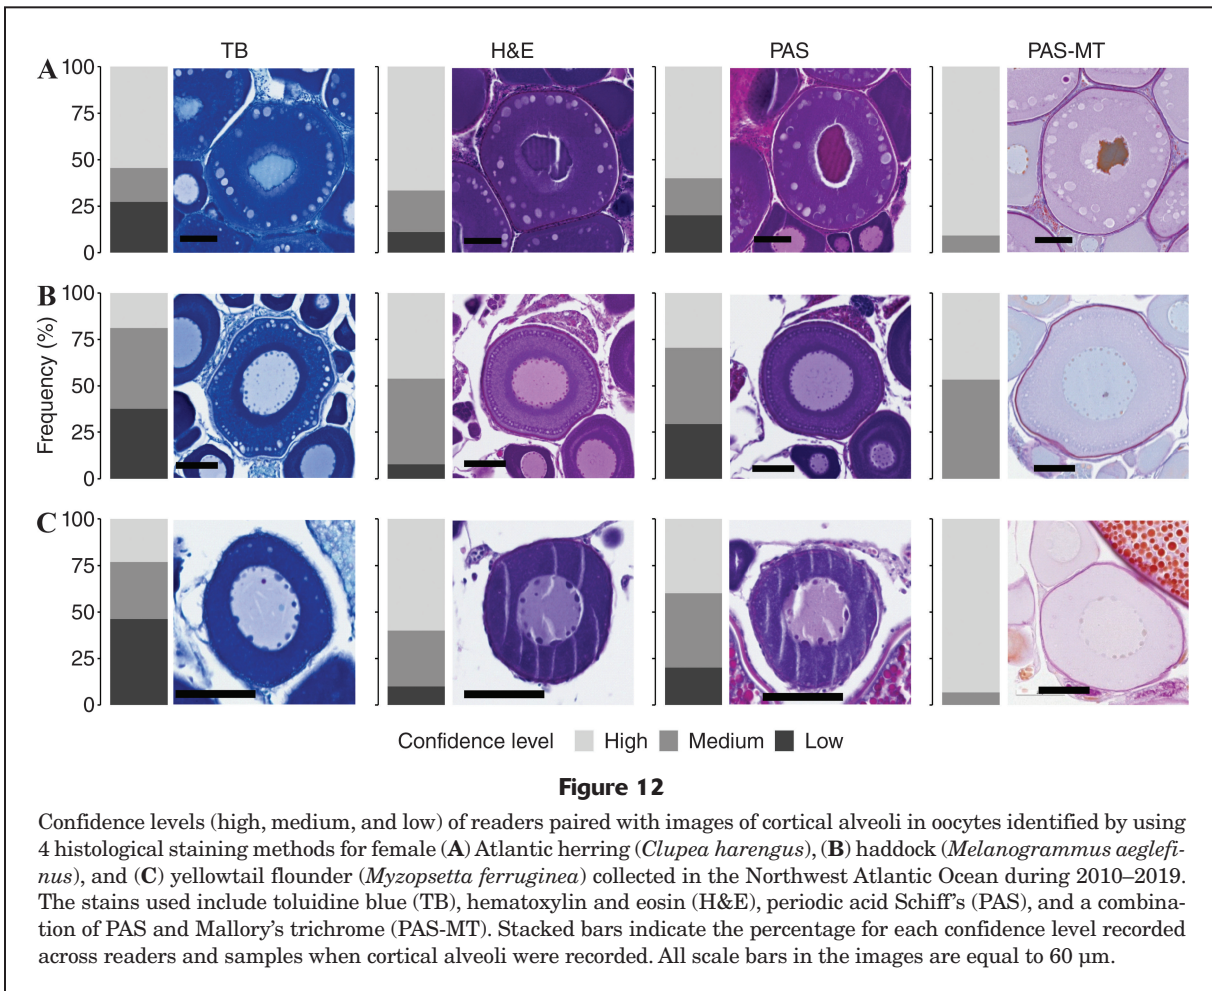 TB H&E PAS PAS-MT
A 100
75
50
25
0
B 100
75
50
25
0
Frequency (%)
C 100
75
50
25
0
Confidence level High Medium Low
Figure 12
Confidence levels (high, medium, and low) of readers paired with images of cortical alveoli in oocytes identified by using
4 histological staining methods for female (A) Atlantic herring (Clupea harengus), (B) haddock (Melanogrammus aeglefi-
nus), and (C) yellowtail flounder (Myzopsetta ferruginea) collected in the Northwest Atlantic Ocean during 2010–2019.
The stains used include toluidine blue (TB), hematoxylin and eosin (H&E), periodic acid Schiff's (PAS), and a combina-
tion of PAS and Mallory's trichrome (PAS-MT). Stacked bars indicate the percentage for each confidence level recorded
across readers and samples when cortical alveoli were recorded. All scale bars in the images are equal to 60 μm.